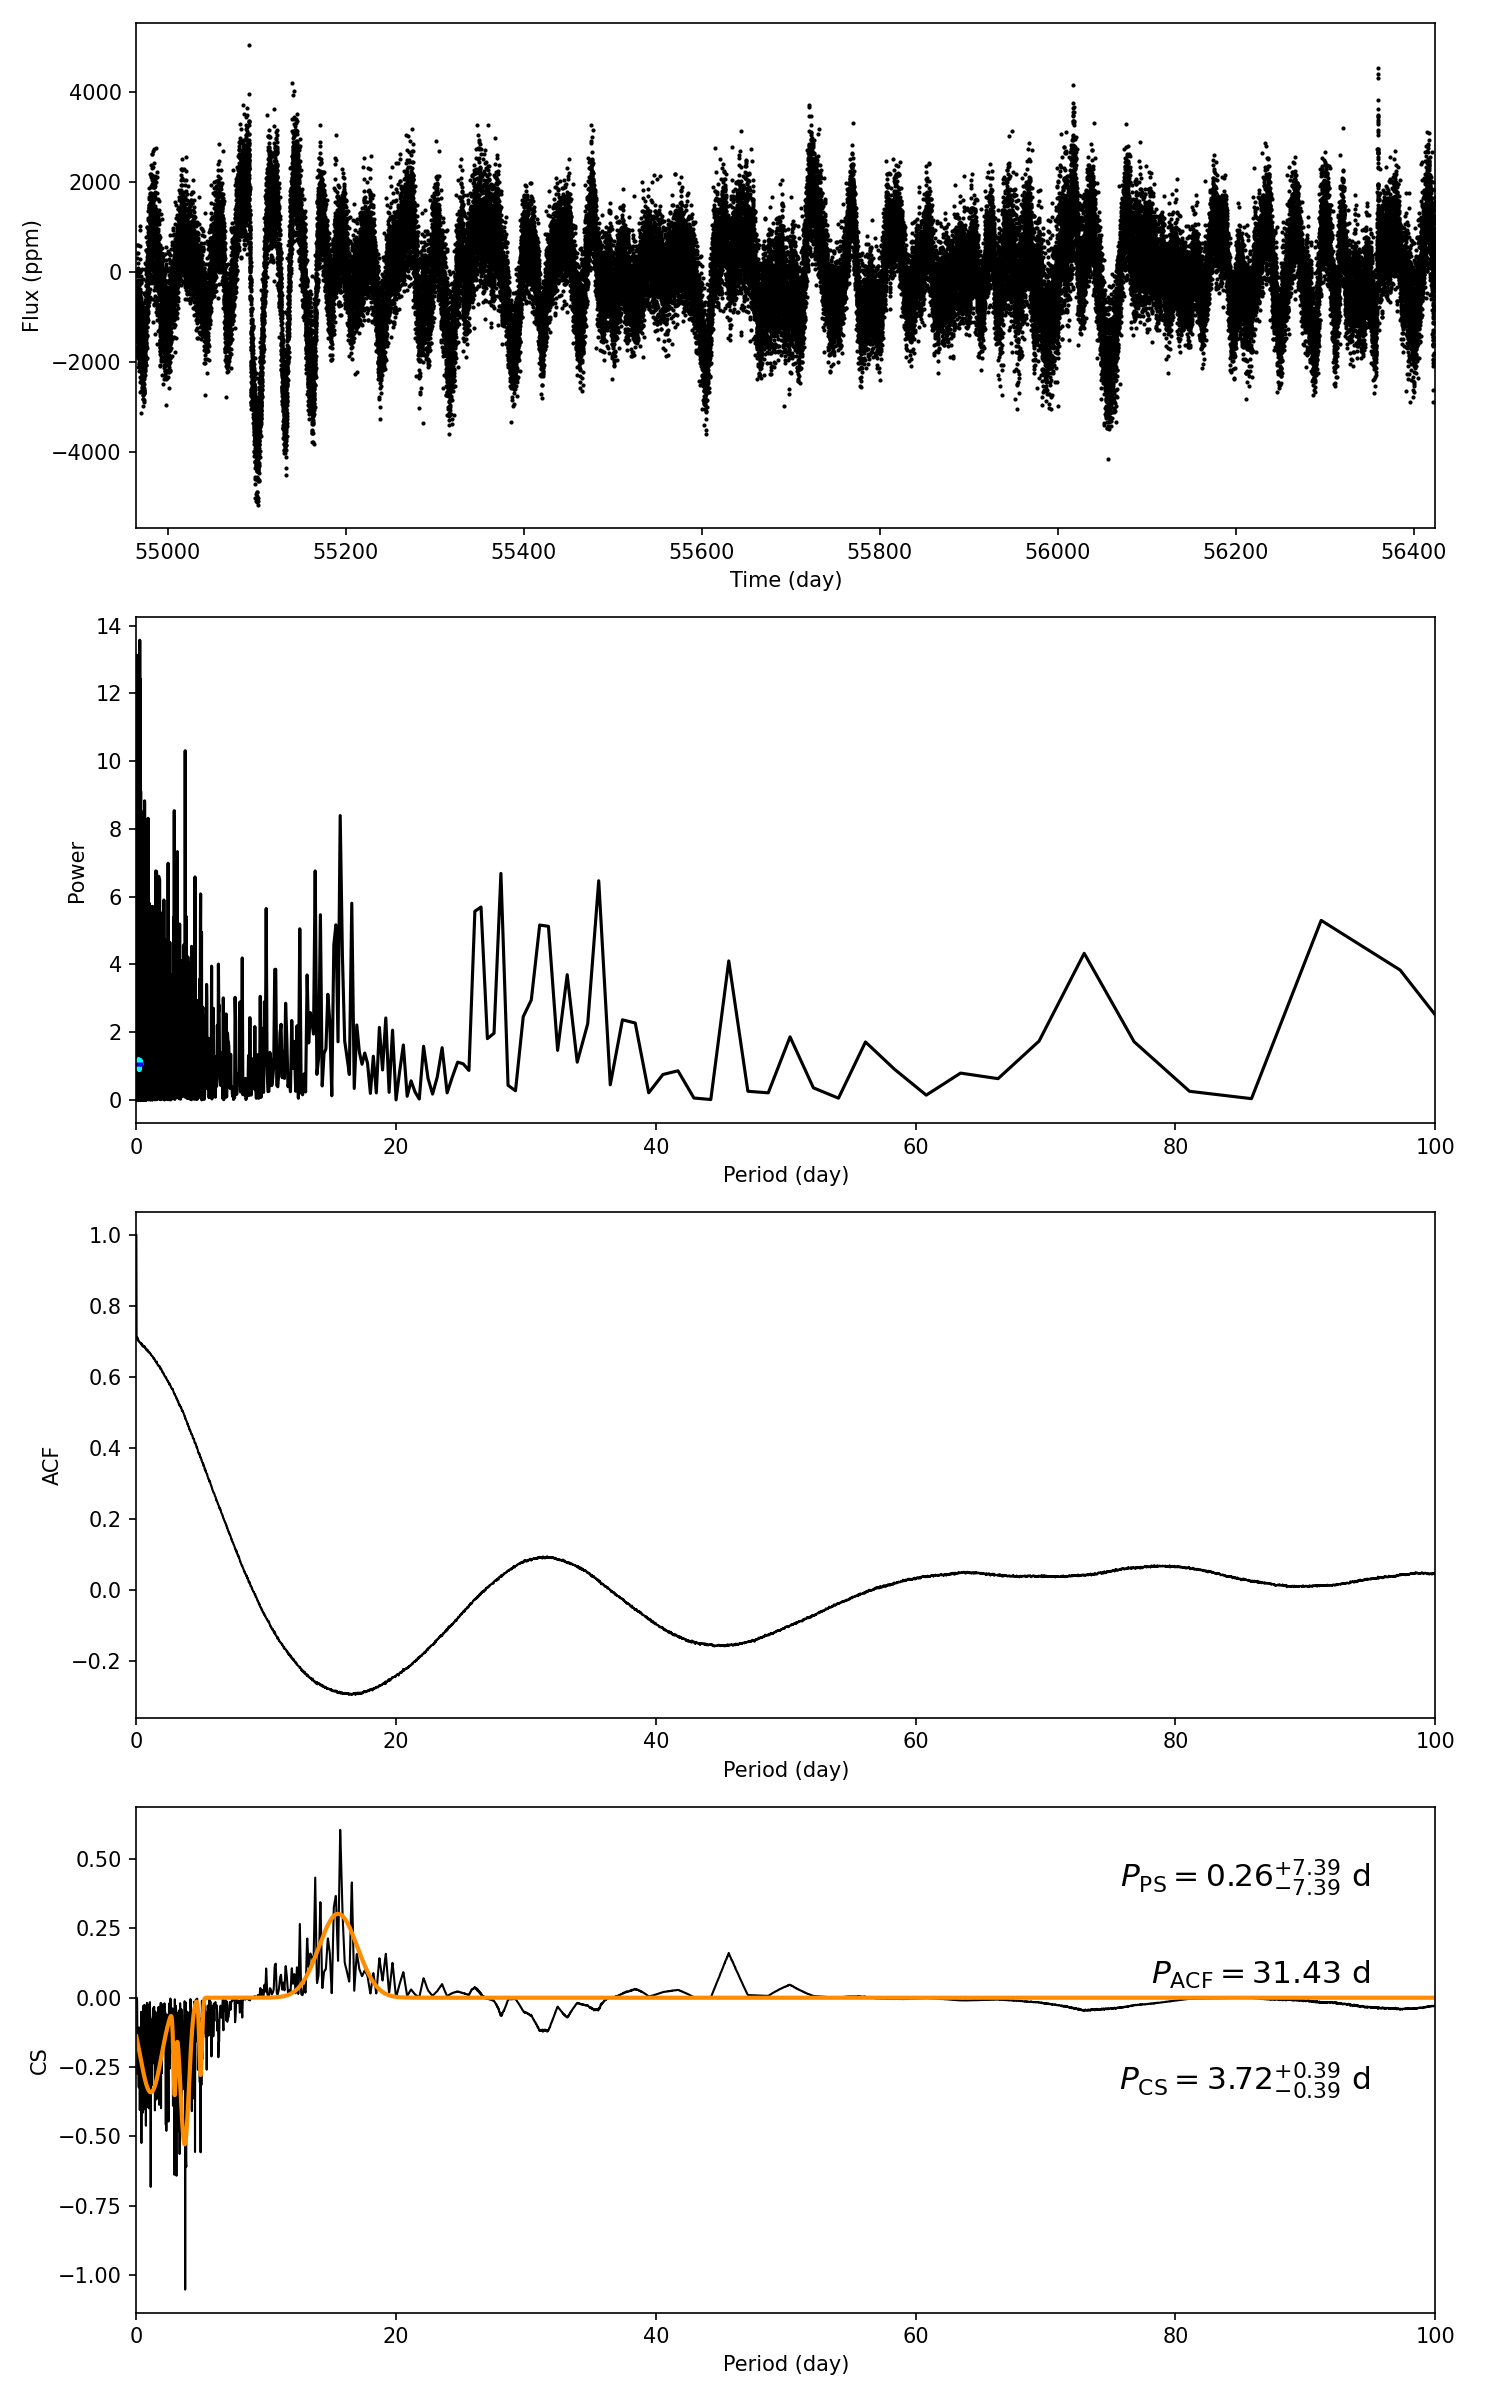 4000
2000
0
−2000
−4000
Flux (ppm)
55000 55200 55400 55600 55800 56000 56200 56400
Time (day)
14
12
10
8
6
4
2
0
Power
0 20 40 60 80 100
Period (day)
1.0
0.8
0.6
0.4
0.2
0.0
−0.2
ACF
0 20 40 60 80 100
Period (day)
0.50
0.25
0.00
−0.25
−0.50
−0.75
−1.00
CS
P_PS = 0.26^{+7.39}_{−7.39} d
P_ACF = 31.43 d
P_CS = 3.72^{+0.39}_{−0.39} d
0 20 40 60 80 100
Period (day)